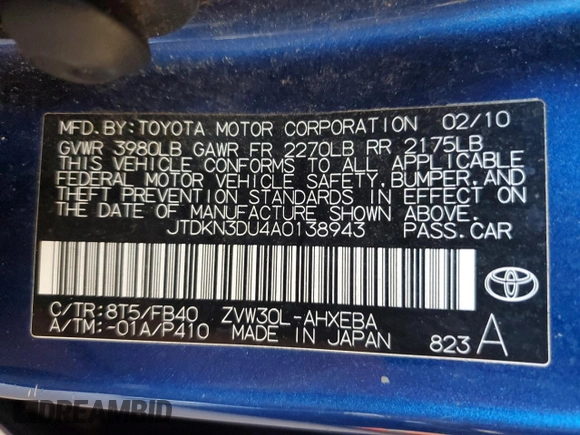 MFD.BY:TOYOTA MOTOR CORPORATION 02/10
GVWR 3980LB GAWR FR 2270LB RR 2175LB
THIS VEHICLE CONFORMS TO ALL APPLICABLE
FEDERAL MOTOR VEHICLE SAFETY,BUMPER,AND
THEFT PREVENTION STANDARDS IN EFFECT ON
THE DATE OF MANUFACTURE SHOWN ABOVE.
JTDKN3DU4A0138943 PASS.CAR
C/TR:8T5/FB40 ZVW30L-AHXEBA
A/TM:-01A/P410 MADE IN JAPAN 823 A
DREAMBID